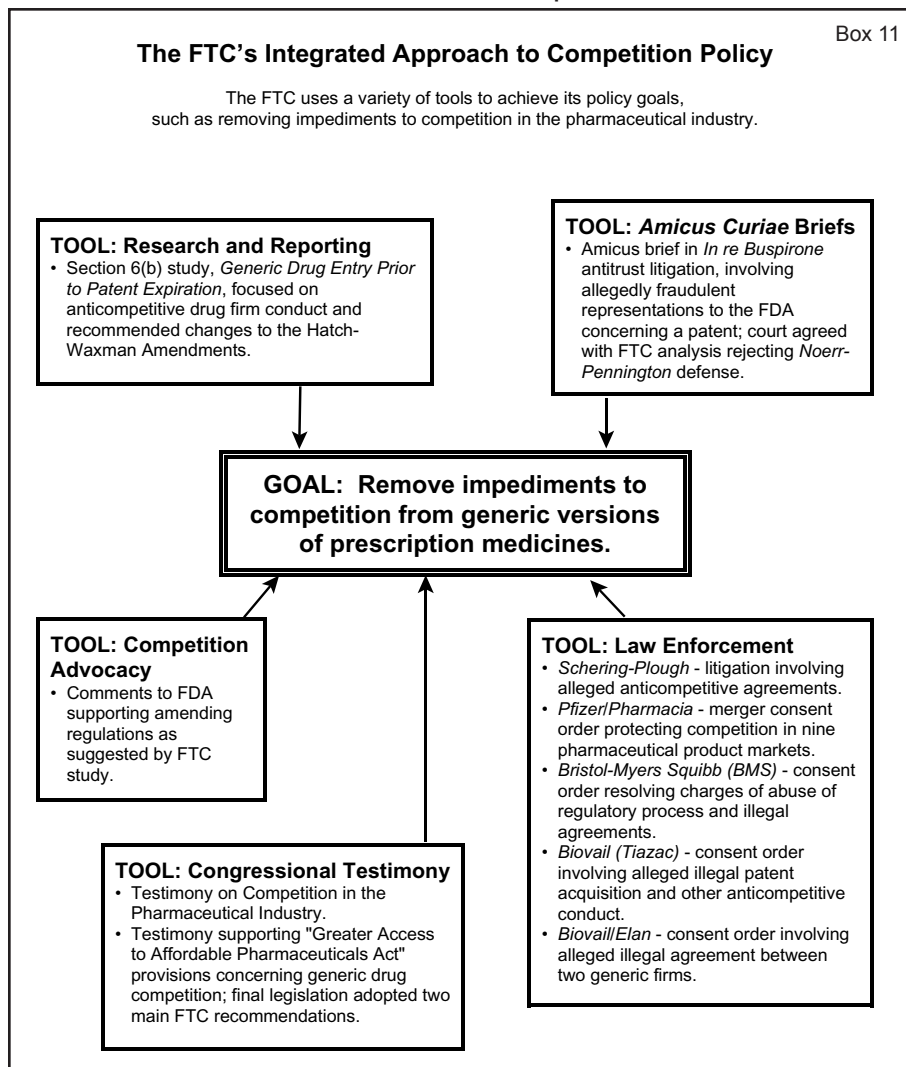 Box 11
The FTC's Integrated Approach to Competition Policy
The FTC uses a variety of tools to achieve its policy goals,
such as removing impediments to competition in the pharmaceutical industry.
TOOL: Research and Reporting
• Section 6(b) study, Generic Drug Entry Prior
to Patent Expiration, focused on
anticompetitive drug firm conduct and
recommended changes to the Hatch-
Waxman Amendments.
TOOL: Amicus Curiae Briefs
• Amicus brief in In re Buspirone
antitrust litigation, involving
allegedly fraudulent
representations to the FDA
concerning a patent; court agreed
with FTC analysis rejecting Noerr-
Pennington defense.
GOAL: Remove impediments to
competition from generic versions
of prescription medicines.
TOOL: Competition
Advocacy
• Comments to FDA
supporting amending
regulations as
suggested by FTC
study.
TOOL: Law Enforcement
• Schering-Plough - litigation involving
alleged anticompetitive agreements.
• Pfizer/Pharmacia - merger consent
order protecting competition in nine
pharmaceutical product markets.
• Bristol-Myers Squibb (BMS) - consent
order resolving charges of abuse of
regulatory process and illegal
agreements.
• Biovail (Tiazac) - consent order
involving alleged illegal patent
acquisition and other anticompetitive
conduct.
• Biovail/Elan - consent order involving
alleged illegal agreement between
two generic firms.
TOOL: Congressional Testimony
• Testimony on Competition in the
Pharmaceutical Industry.
• Testimony supporting "Greater Access
to Affordable Pharmaceuticals Act"
provisions concerning generic drug
competition; final legislation adopted two
main FTC recommendations.